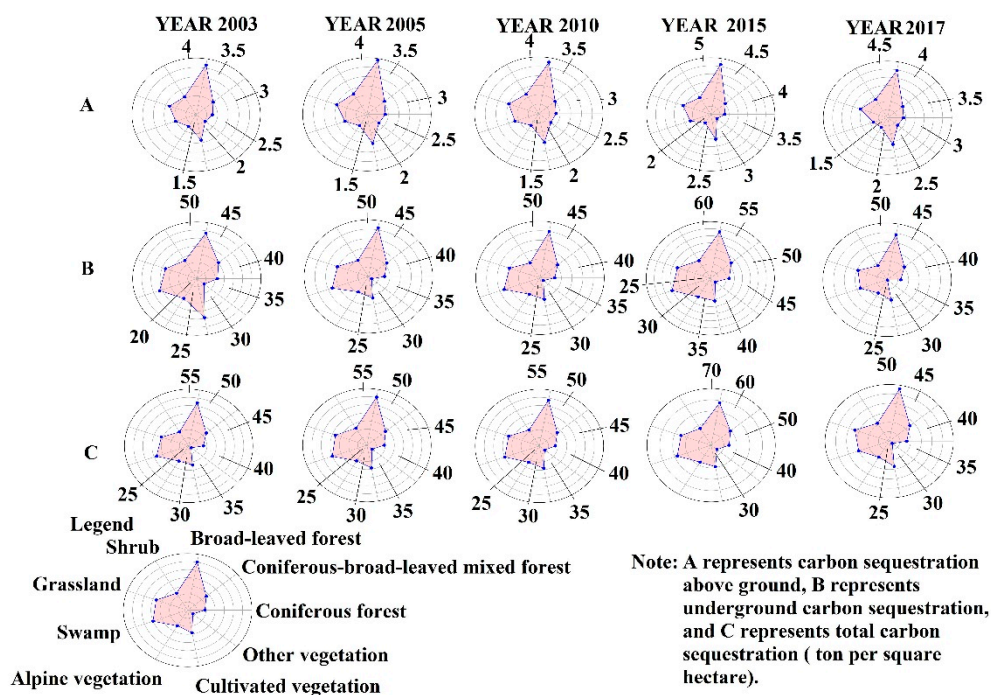 YEAR 2003 YEAR 2005 YEAR 2010 YEAR 2015 YEAR 2017
A
4 3.5 3 2.5 2 1.5
4 3.5 3 2.5 2 1.5
4 3.5 3 2.5 2 1.5
5 4.5 4 3.5 3 2.5 2
4.5 4 3.5 3 2.5 2 1.5
B
50 45 40 35 30 25 20
50 45 40 35 30 25
50 45 40 35 30 25
60 55 50 45 40 35 30 25
50 45 40 35 30 25
C
55 50 45 40 35 30 25
55 50 45 40 35 30 25
55 50 45 40 35 30 25
70 60 50 40 30
50 45 40 35 30 25
Legend
Shrub
Broad-leaved forest
Grassland
Coniferous-broad-leaved mixed forest
Coniferous forest
Swamp
Other vegetation
Alpine vegetation
Cultivated vegetation
Note: A represents carbon sequestration
above ground, B represents
underground carbon sequestration,
and C represents total carbon
sequestration ( ton per square
hectare).